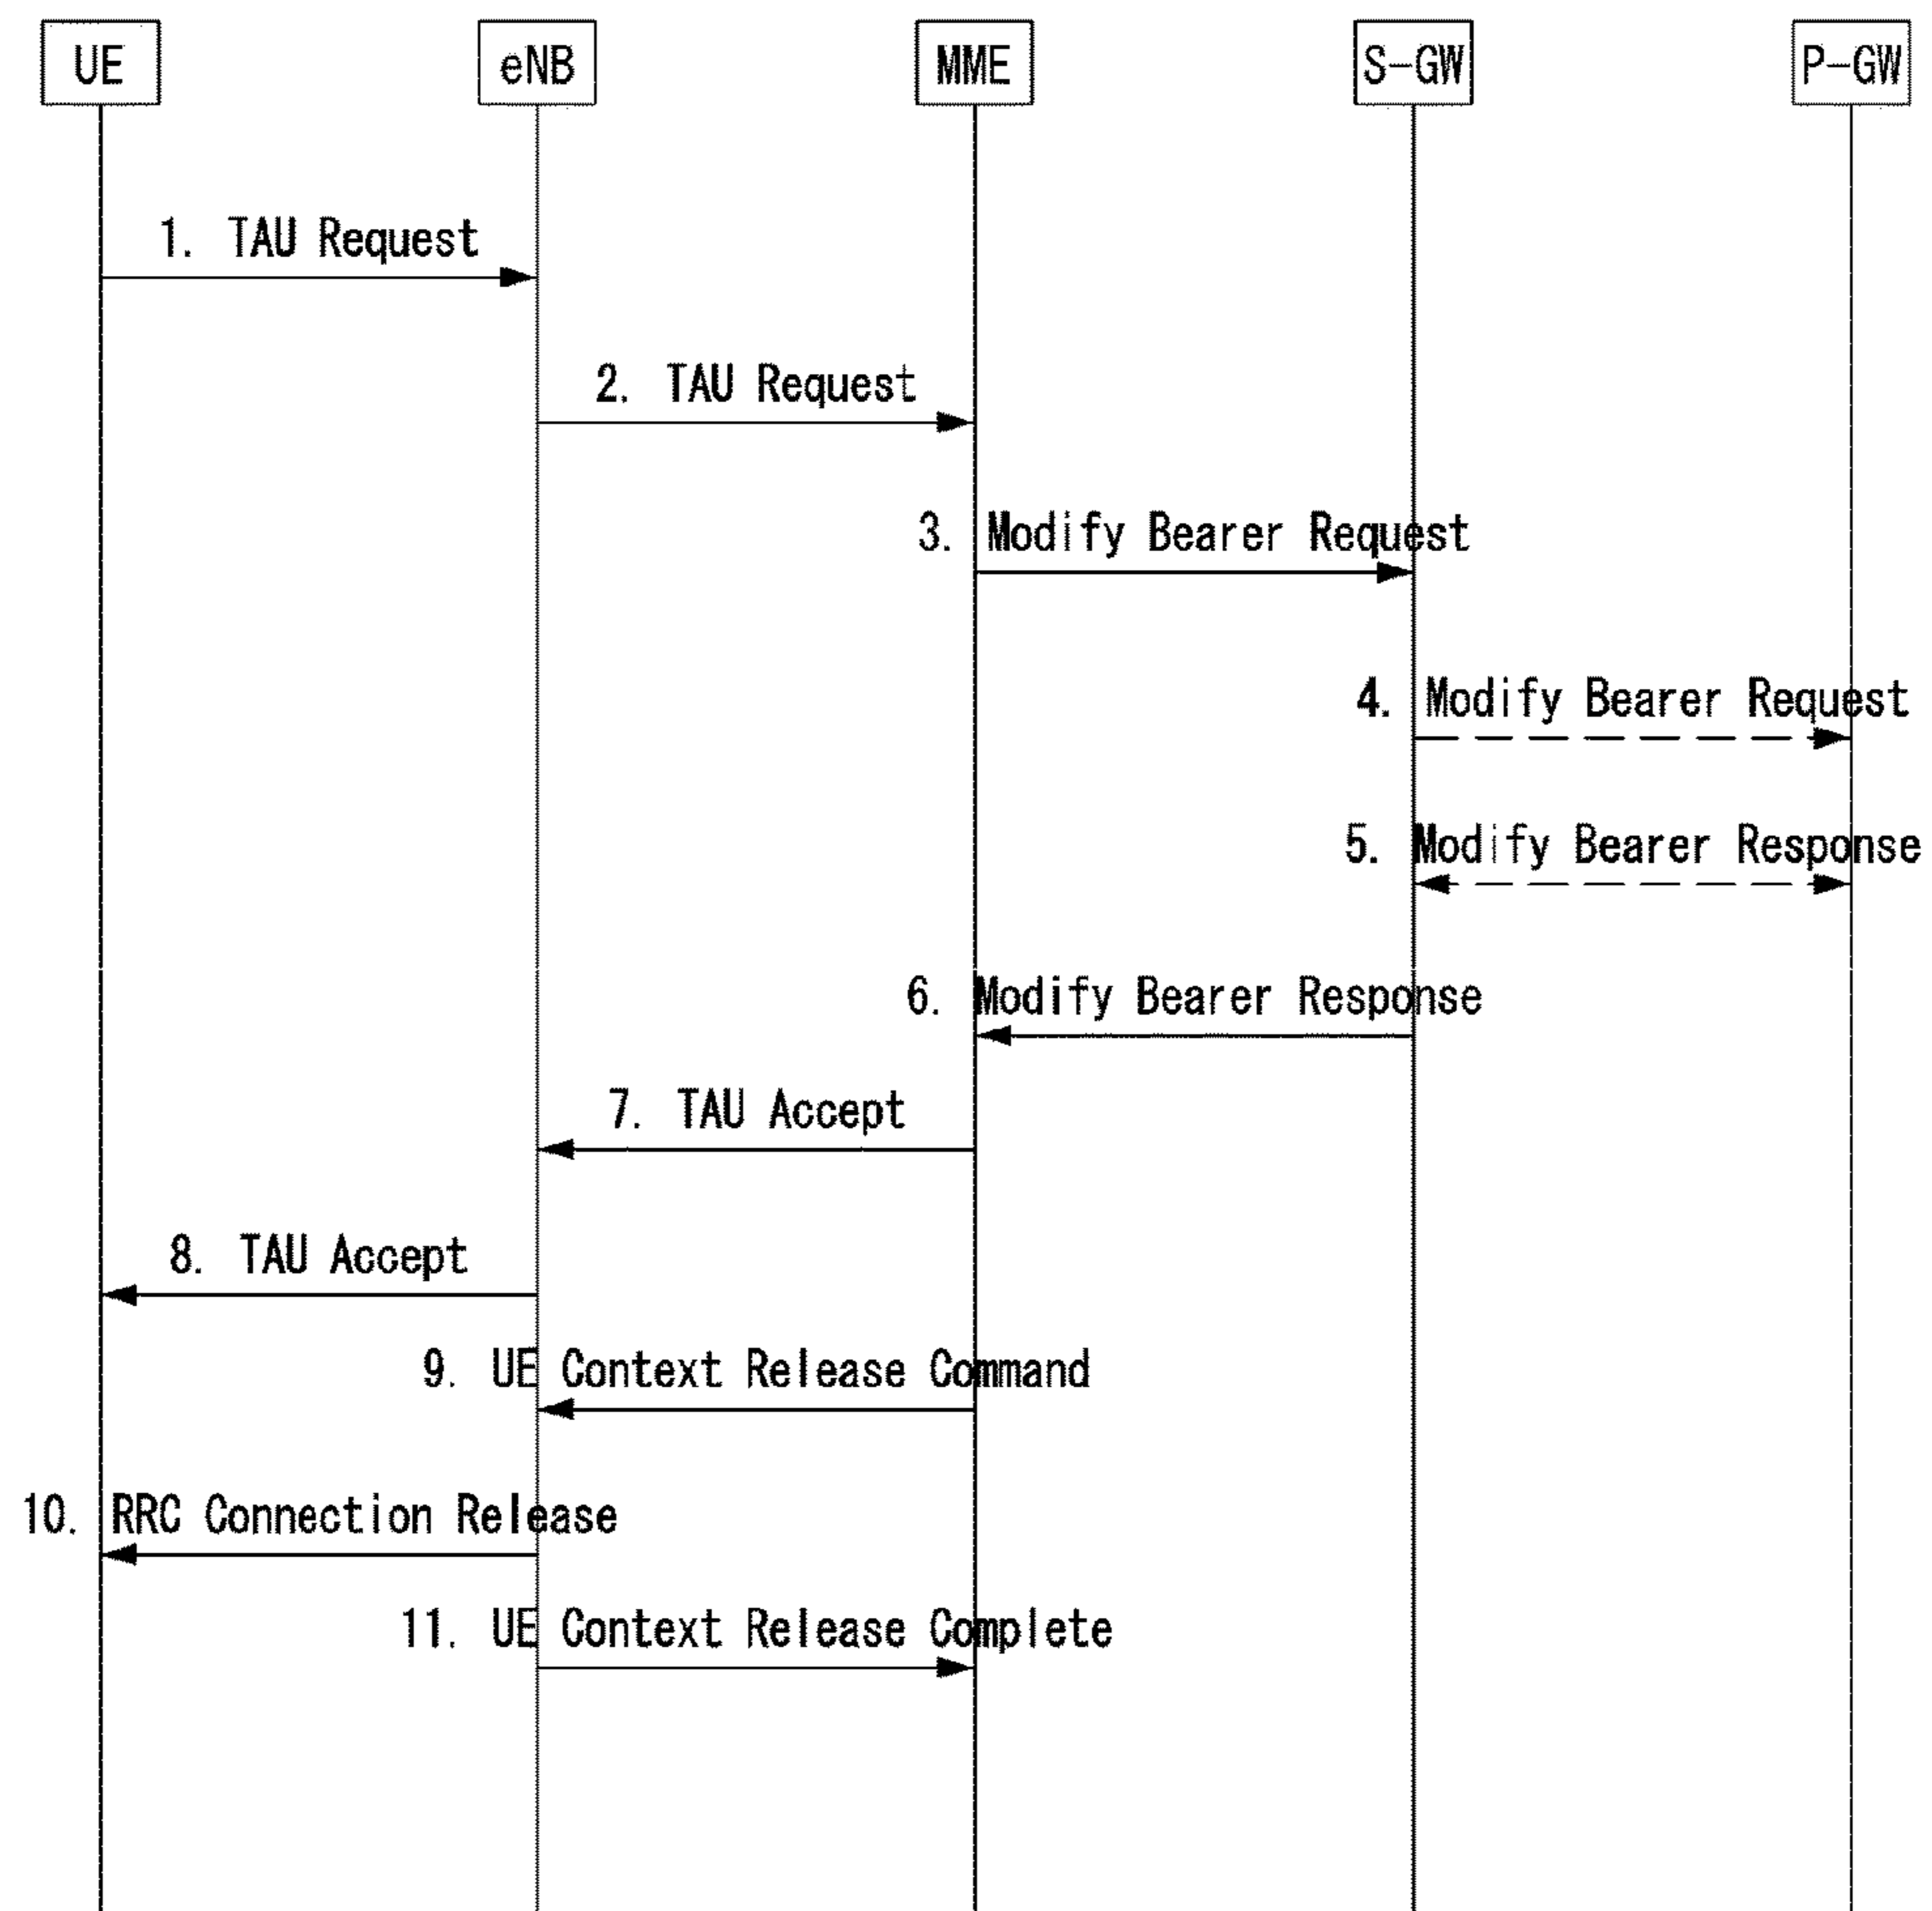 UE
eNB
MME
S-GW
P-GW
1. TAU Request
2. TAU Request
3. Modify Bearer Request
4. Modify Bearer Request
5. Modify Bearer Response
6. Modify Bearer Response
7. TAU Accept
8. TAU Accept
9. UE Context Release Command
10. RRC Connection Release
11. UE Context Release Complete